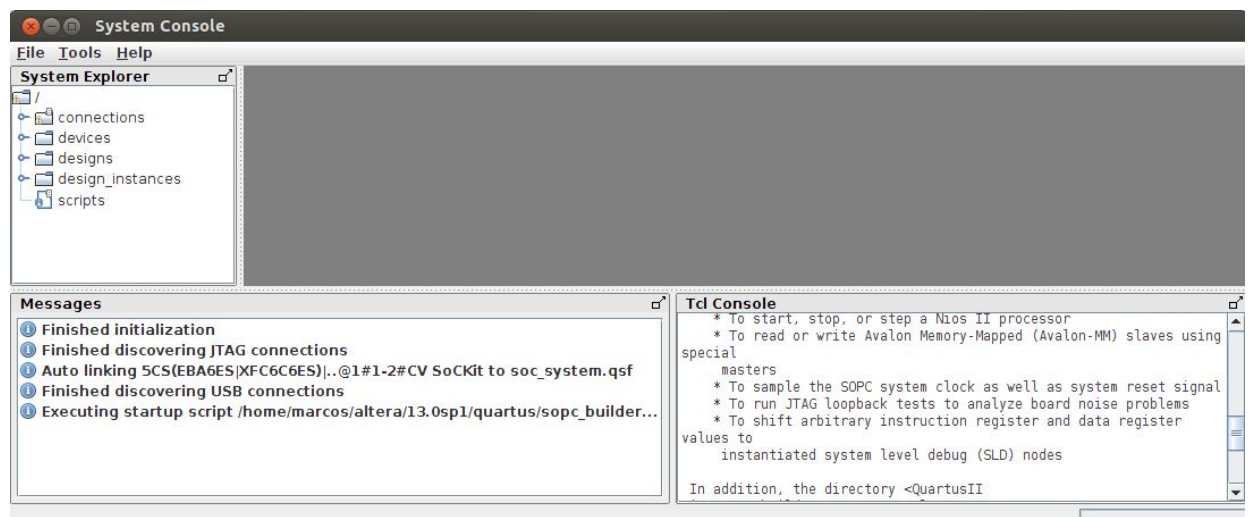 System Console
File Tools Help
System Explorer
/
connections
devices
designs
design_instances
scripts
Messages
Finished initialization
Finished discovering JTAG connections
Auto linking 5CS(EBA6ES|XFC6C6ES)|..@1#1-2#CV SoCKit to soc_system.qsf
Finished discovering USB connections
Executing startup script /home/marcos/altera/13.0sp1/quartus/sopc_builder...
Tcl Console
* To start, stop, or step a Nios II processor
* To read or write Avalon Memory-Mapped (Avalon-MM) slaves using
special
masters
* To sample the SOPC system clock as well as system reset signal
* To run JTAG loopback tests to analyze board noise problems
* To shift arbitrary instruction register and data register
values to
instantiated system level debug (SLD) nodes
In addition, the directory <QuartusII